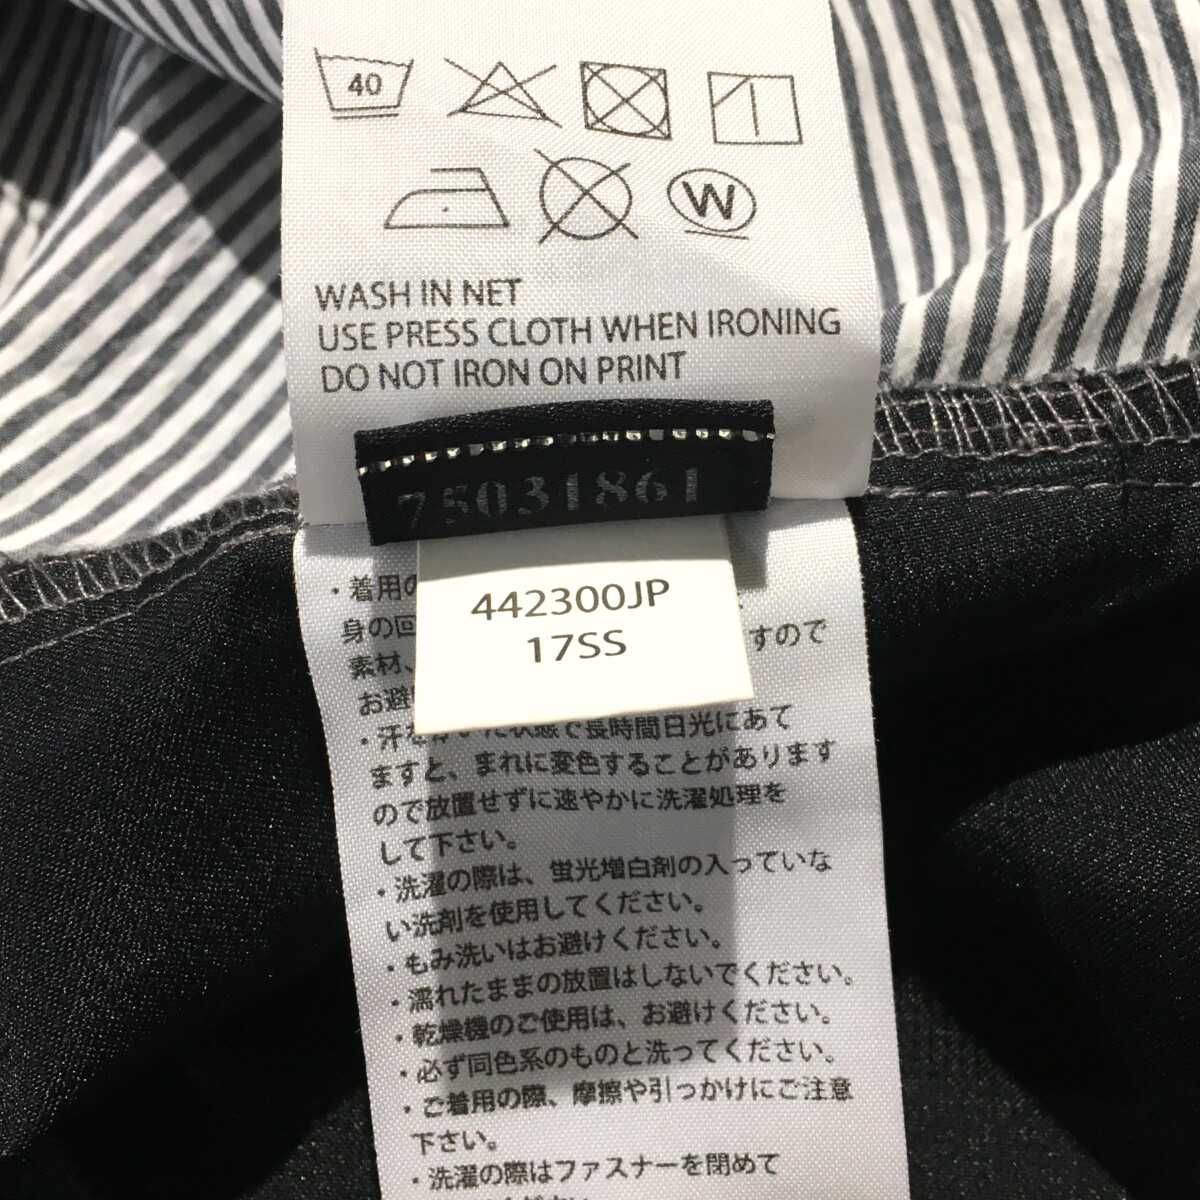 40
W
WASH IN NET
USE PRESS CLOTH WHEN IRONING
DO NOT IRON ON PRINT
75031861
442300JP
17SS
・着用の
身の回 すので
素材、
お避
・汗をかいた状態で長時間日光にあて
ますと、まれに変色することがあります
ので放置せずに速やかに洗濯処理を
して下さい。
・洗濯の際は、蛍光増白剤の入っていな
い洗剤を使用してください。
・もみ洗いはお避けください。
・濡れたままの放置はしないでください。
・乾燥機のご使用は、お避けください。
・必ず同色系のものと洗ってください。
・ご着用の際、摩擦や引っかけにご注意
下さい。
・洗濯の際はファスナーを閉めて
ください